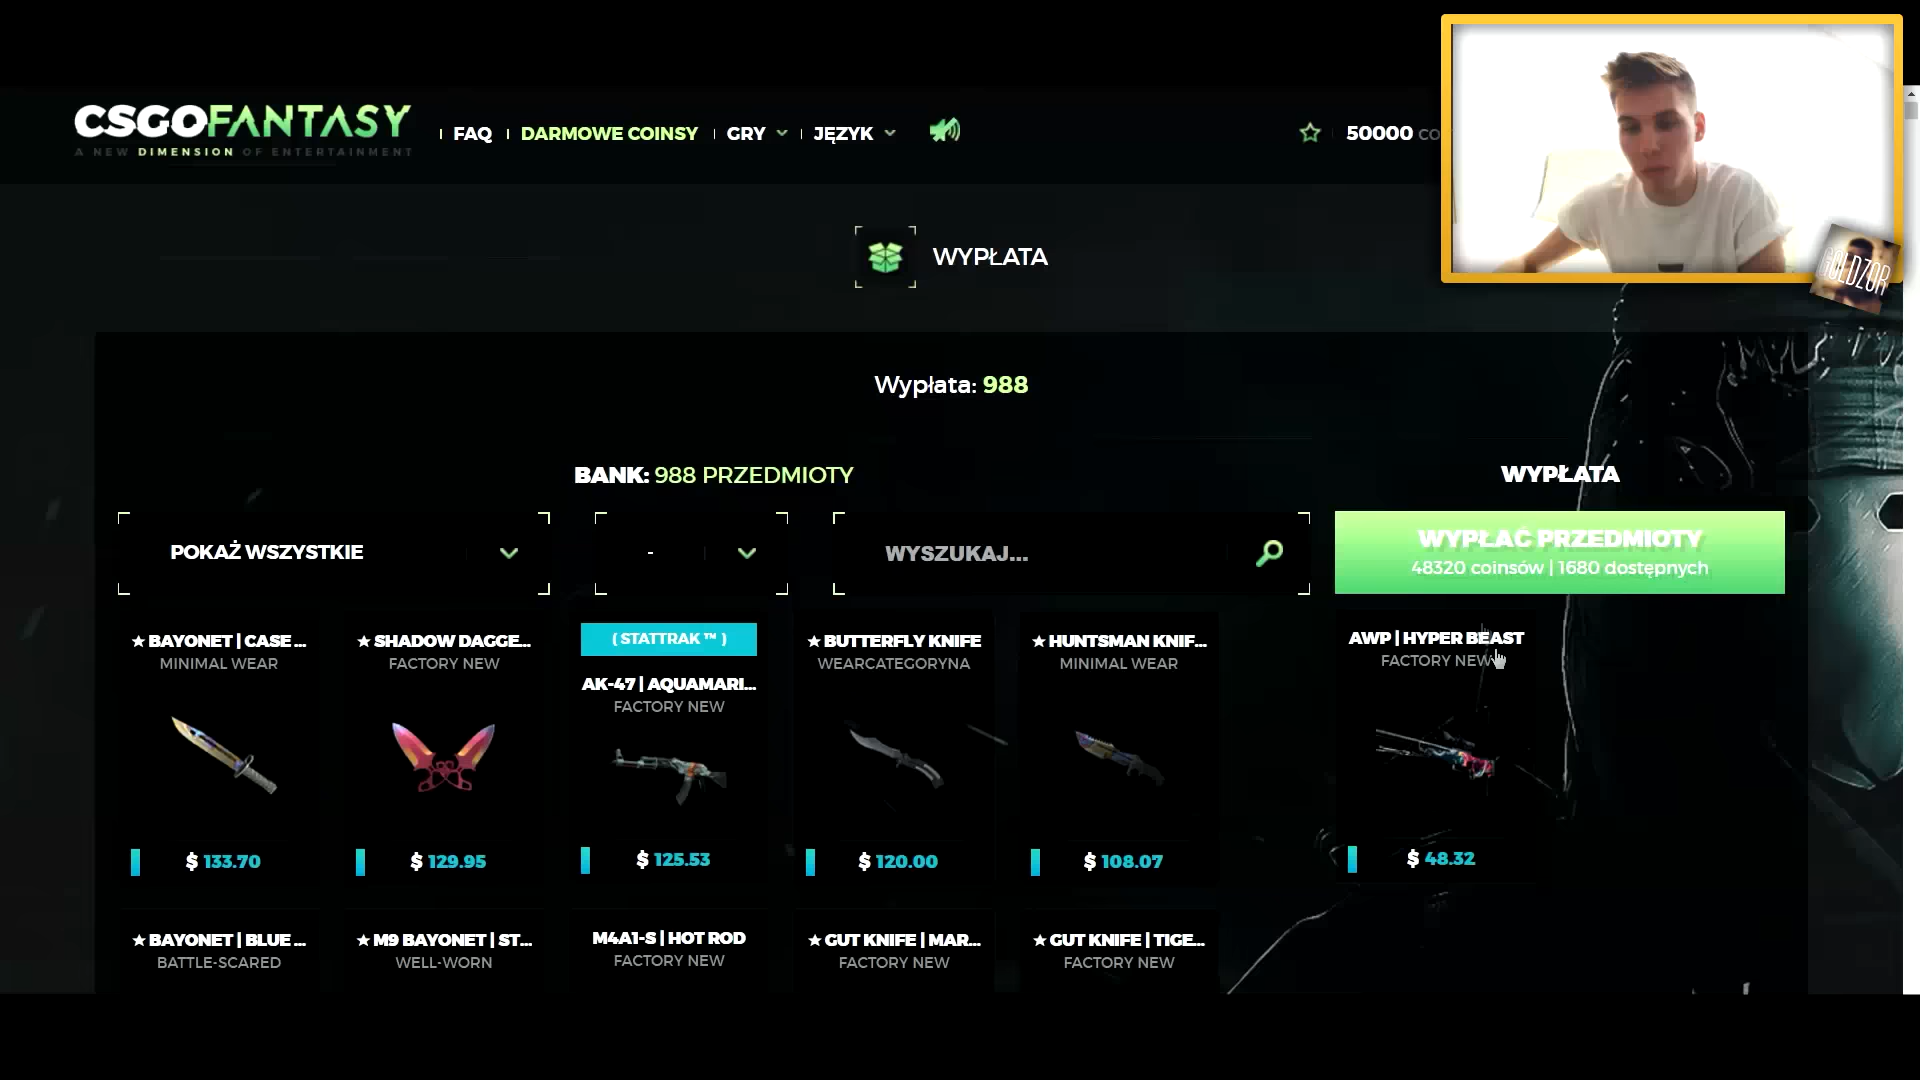 CSGOFANTASY
A NEW DIMENSION OF ENTERTAINMENT
FAQ
DARMOWE COINSY
GRY
JĘZYK
50000 co
GOLDZOR
WYPŁATA
Wypłata: 988
BANK: 988 PRZEDMIOTY
WYPŁATA
POKAŻ WSZYSTKIE
-
WYSZUKAJ...
WYPŁAĆ PRZEDMIOTY
48320 coinsów | 1680 dostępnych
★ BAYONET | CASE ...
MINIMAL WEAR
$ 133.70
★ SHADOW DAGGE...
FACTORY NEW
$ 129.95
( STATTRAK ™ )
AK-47 | AQUAMARI...
FACTORY NEW
$ 125.53
★ BUTTERFLY KNIFE
WEARCATEGORYNA
$ 120.00
★ HUNTSMAN KNIF...
MINIMAL WEAR
$ 108.07
AWP | HYPER BEAST
FACTORY NEW
$ 48.32
★ BAYONET | BLUE ...
BATTLE-SCARED
★ M9 BAYONET | ST...
WELL-WORN
M4A1-S | HOT ROD
FACTORY NEW
★ GUT KNIFE | MAR...
FACTORY NEW
★ GUT KNIFE | TIGE...
FACTORY NEW